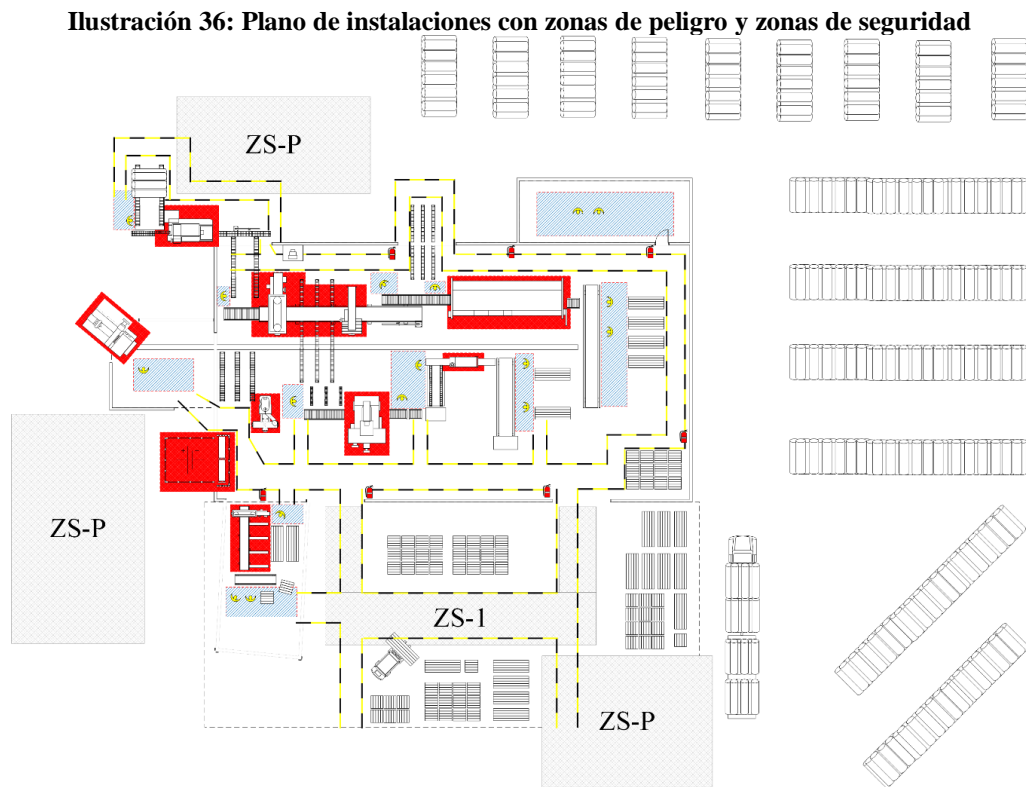 Ilustración 36: Plano de instalaciones con zonas de peligro y zonas de seguridad
ZS-P
ZS-P
ZS-1
ZS-P